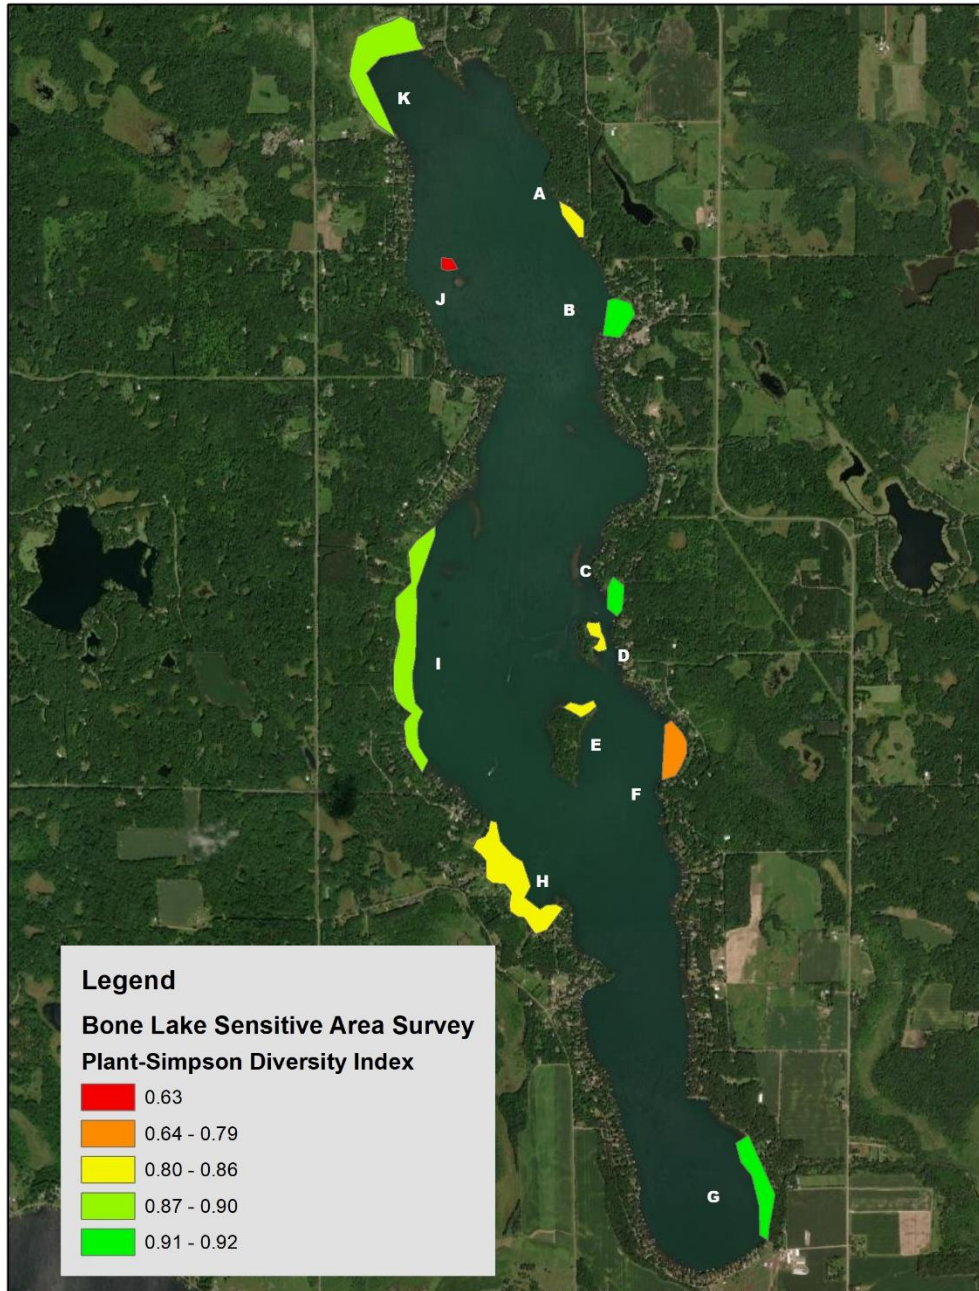 K
A
J
B
C
D
I
E
F
H
G
Legend
Bone Lake Sensitive Area Survey
Plant-Simpson Diversity Index
0.63
0.64 - 0.79
0.80 - 0.86
0.87 - 0.90
0.91 - 0.92